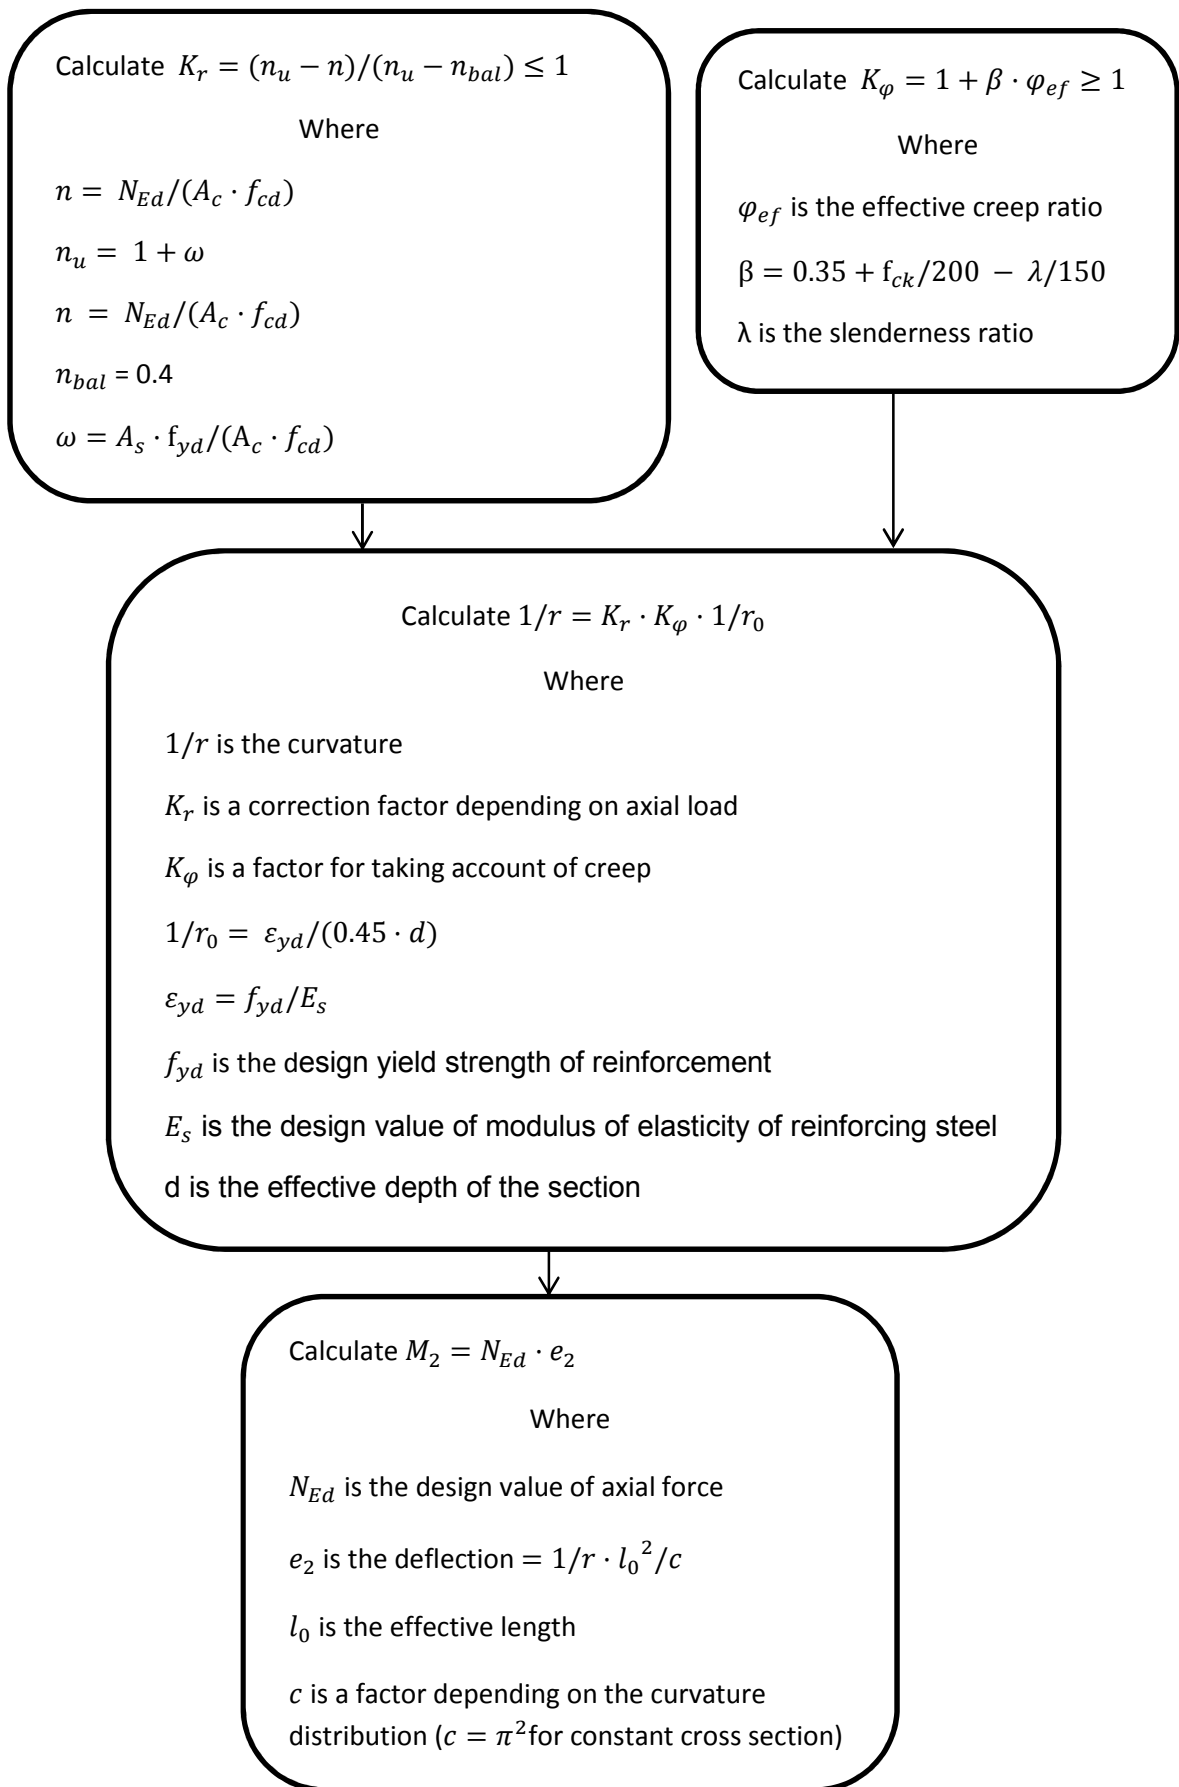 Calculate K_r = (n_u − n)/(n_u − n_bal) ≤ 1
Where
n = N_Ed/(A_c · f_cd)
n_u = 1 + ω
n = N_Ed/(A_c · f_cd)
n_bal = 0.4
ω = A_s · f_yd/(A_c · f_cd)
Calculate K_φ = 1 + β · φ_ef ≥ 1
Where
φ_ef is the effective creep ratio
β = 0.35 + f_ck/200 − λ/150
λ is the slenderness ratio
Calculate 1/r = K_r · K_φ · 1/r_0
Where
1/r is the curvature
K_r is a correction factor depending on axial load
K_φ is a factor for taking account of creep
1/r_0 = ε_yd/(0.45 · d)
ε_yd = f_yd/E_s
f_yd is the design yield strength of reinforcement
E_s is the design value of modulus of elasticity of reinforcing steel
d is the effective depth of the section
Calculate M_2 = N_Ed · e_2
Where
N_Ed is the design value of axial force
e_2 is the deflection = 1/r · l_0²/c
l_0 is the effective length
c is a factor depending on the curvature
distribution (c = π² for constant cross section)